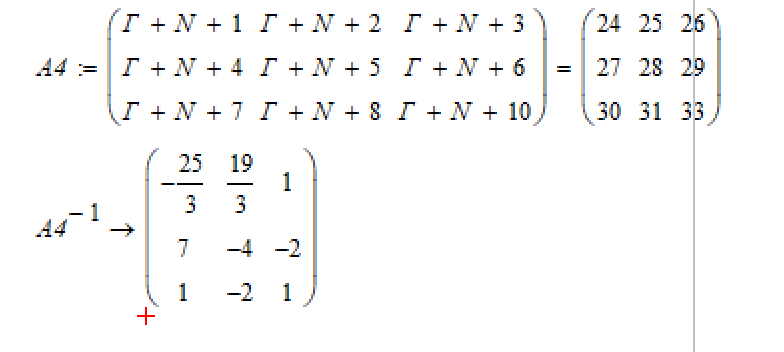 A4 := ( Г + N + 1 Г + N + 2 Г + N + 3 ) = ( 24 25 26 )
Г + N + 4 Г + N + 5 Г + N + 6 27 28 29
Г + N + 7 Г + N + 8 Г + N + 10 30 31 33
A4^-1 → ( -25/3 19/3 1 )
7 -4 -2
1 -2 1